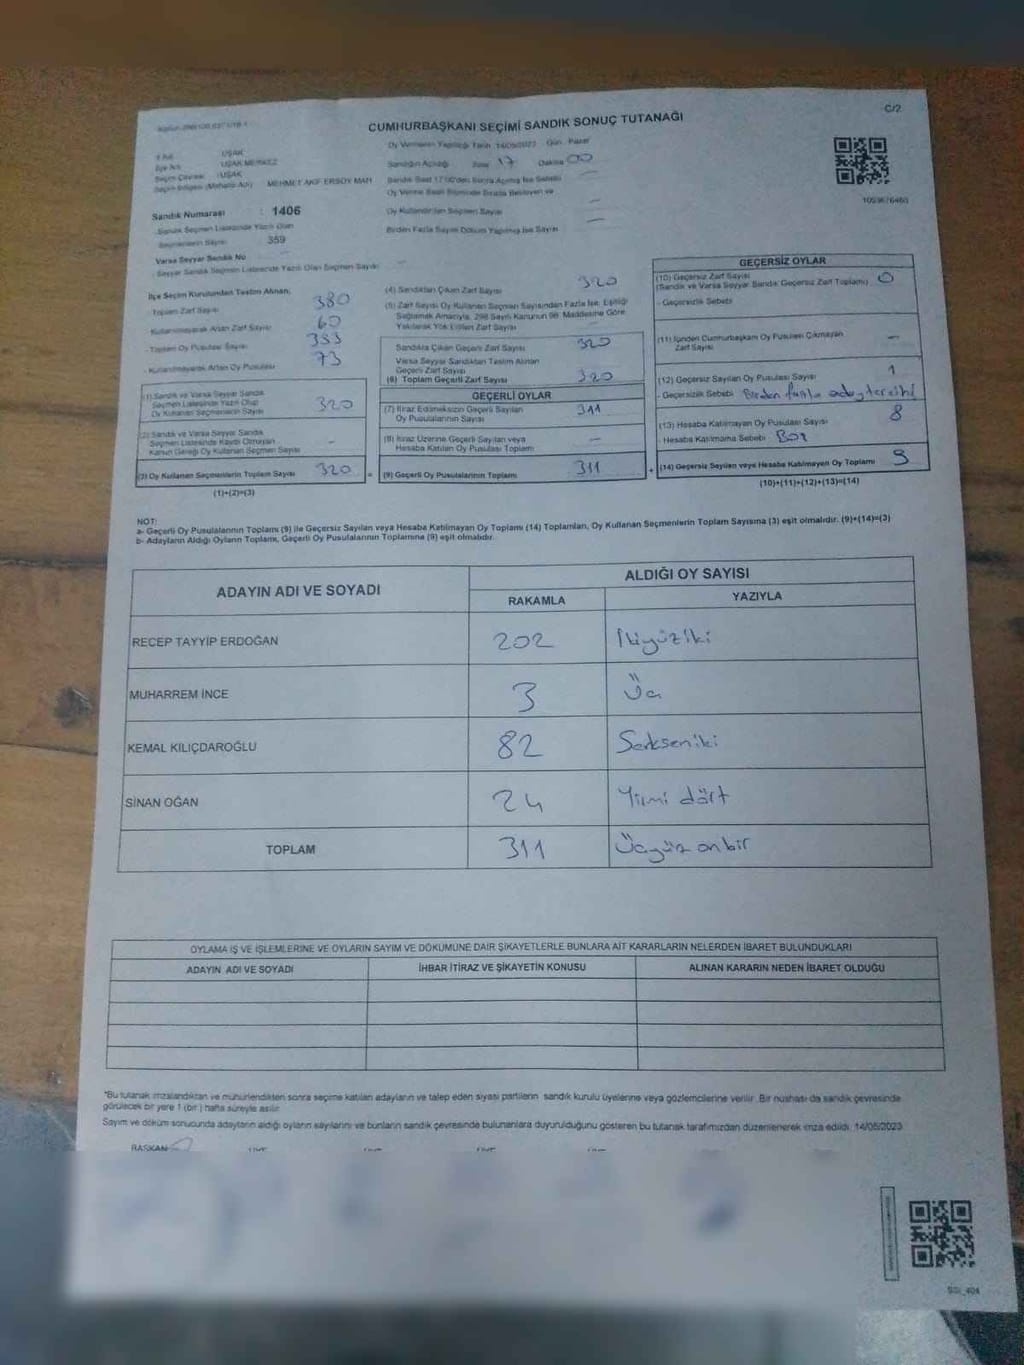 C/2
CUMHURBAŞKANI SEÇİMİ SANDIK SONUÇ TUTANAĞI
Oy Vermenin Yapıldığı Tarih 14/05/2023 Gün Pazar
İli UŞAK
İlçe Adı UŞAK MERKEZ
Seçim Çevresi UŞAK
Seçim Bölgesi (Mahalle Adı) MEHMET AKİF ERSOY MAH
Sandığın Açıldığı Saat 17 Dakika 00
Sandık Saat 17:00'den Sonra Açılmış İse Sebebi
Oy Verme Saati Bitiminde Sırada Bekleyen ve
Oy Kullandırılan Seçmen Sayısı
Birden Fazla Sayım Döküm Yapılmış İse Sayısı
Sandık Numarası : 1406
Sandık Seçmen Listesinde Yazılı Olan
Seçmenlerin Sayısı 359
Varsa Seyyar Sandık No
Seyyar Sandık Seçmen Listesinde Yazılı Olan Seçmen Sayısı
İlçe Seçim Kurulundan Teslim Alınan;
Toplam Zarf Sayısı 380
Kullanılmayarak Artan Zarf Sayısı 60
- Toplam Oy Pusulası Sayısı
- Kullanılmayarak Artan Oy Pusulası 73
(1) Sandık ve Varsa Seyyar Sandık
Seçmen Listesinde Yazılı Olup
Oy Kullanan Seçmenlerin Sayısı 320
(2) Sandık ve Varsa Seyyar Sandık
Seçmen Listesinde Kaydı Olmayan
Kanun Gereği Oy Kullanan Seçmen Sayısı -
(3) Oy Kullanan Seçmenlerin Toplam Sayısı 320
(1)+(2)=(3)
(4) Sandıktan Çıkan Zarf Sayısı 320
(5) Zarf Sayısı Oy Kullanan Seçmen Sayısından Fazla İse, Eşitliği
Sağlamak Amacıyla, 298 Sayılı Kanunun 98. Maddesine Göre
Yakılarak Yok Edilen Zarf Sayısı
Sandıkta Çıkan Geçerli Zarf Sayısı 320
Varsa Seyyar Sandıktan Teslim Alınan
Geçerli Zarf Sayısı
(6) Toplam Geçerli Zarf Sayısı 320
GEÇERLİ OYLAR
(7) İtiraz Edilmeksizin Geçerli Sayılan
Oy Pusulalarının Sayısı 311
(8) İtiraz Üzerine Geçerli Sayılan veya
Hesaba Katılan Oy Pusulası Toplamı -
= (9) Geçerli Oy Pusulalarının Toplamı 311 +
GEÇERSİZ OYLAR
(10) Geçersiz Zarf Sayısı
(Sandık ve Varsa Seyyar Sandık Geçersiz Zarf Toplamı) 0
- Geçersizlik Sebebi
(11) İçinden Cumhurbaşkanı Oy Pusulası Çıkmayan
Zarf Sayısı -
(12) Geçersiz Sayılan Oy Pusulası Sayısı 1
- Geçersizlik Sebebi Birden fazla aday tercihi
(13) Hesaba Katılmayan Oy Pusulası Sayısı 8
- Hesaba Katılmama Sebebi Boş
(14) Geçersiz Sayılan veya Hesaba Katılmayan Oy Toplamı 9
(10)+(11)+(12)+(13)=(14)
NOT:
a- Geçerli Oy Pusulalarının Toplamı (9) ile Geçersiz Sayılan veya Hesaba Katılmayan Oy Toplamı (14) Toplamları, Oy Kullanan Seçmenlerin Toplam Sayısına (3) eşit olmalıdır. (9)+(14)=(3)
b- Adayların Aldığı Oyların Toplamı, Geçerli Oy Pusulalarının Toplamına (9) eşit olmalıdır.
ADAYIN ADI VE SOYADI
ALDIĞI OY SAYISI
RAKAMLA YAZIYLA
RECEP TAYYİP ERDOĞAN 202 İkiyüziki
MUHARREM İNCE 3 Üç
KEMAL KILIÇDAROĞLU 82 Sekseniki
SİNAN OĞAN 24 Yirmi dört
TOPLAM 311 Üçyüz on bir
OYLAMA İŞ VE İŞLEMLERİNE VE OYLARIN SAYIM VE DÖKÜMÜNE DAİR ŞİKAYETLERLE BUNLARA AİT KARARLARIN NELERDEN İBARET BULUNDUKLARI
ADAYIN ADI VE SOYADI İHBAR İTİRAZ VE ŞİKAYETİN KONUSU ALINAN KARARIN NEDEN İBARET OLDUĞU
*Bu tutanak imzalandıktan ve mühürlendikten sonra seçime katılan adayların ve talep eden siyasi partilerin sandık kurulu üyelerine veya gözlemcilerine verilir. Bir nüshası da sandık çevresinde
görülecek bir yere 1 (bir) hafta süreyle asılır.
Sayım ve döküm sonucunda adayların aldığı oyların sayılarını ve bunların sandık çevresinde bulunanlara duyurulduğunu gösteren bu tutanak tarafımızdan düzenlenerek imza edildi. 14/05/2023
BAŞKAN ÜYE ÜYE ÜYE ÜYE